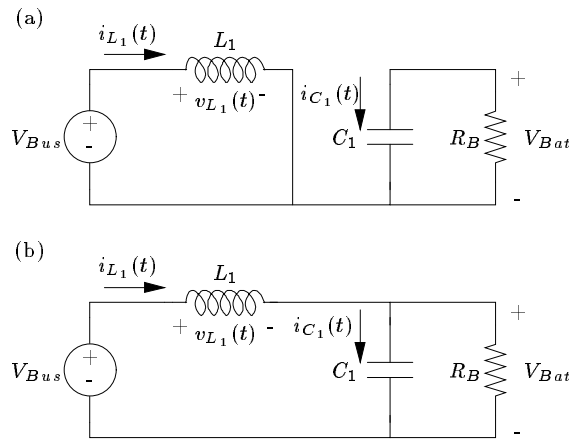 (a)
i_{L_1}(t) L_1
+ v_{L_1}(t) - i_{C_1}(t) +
V_{Bus} + - C_1 R_B V_{Bat}
-
(b)
i_{L_1}(t) L_1
+ v_{L_1}(t) - i_{C_1}(t) +
V_{Bus} + - C_1 R_B V_{Bat}
-